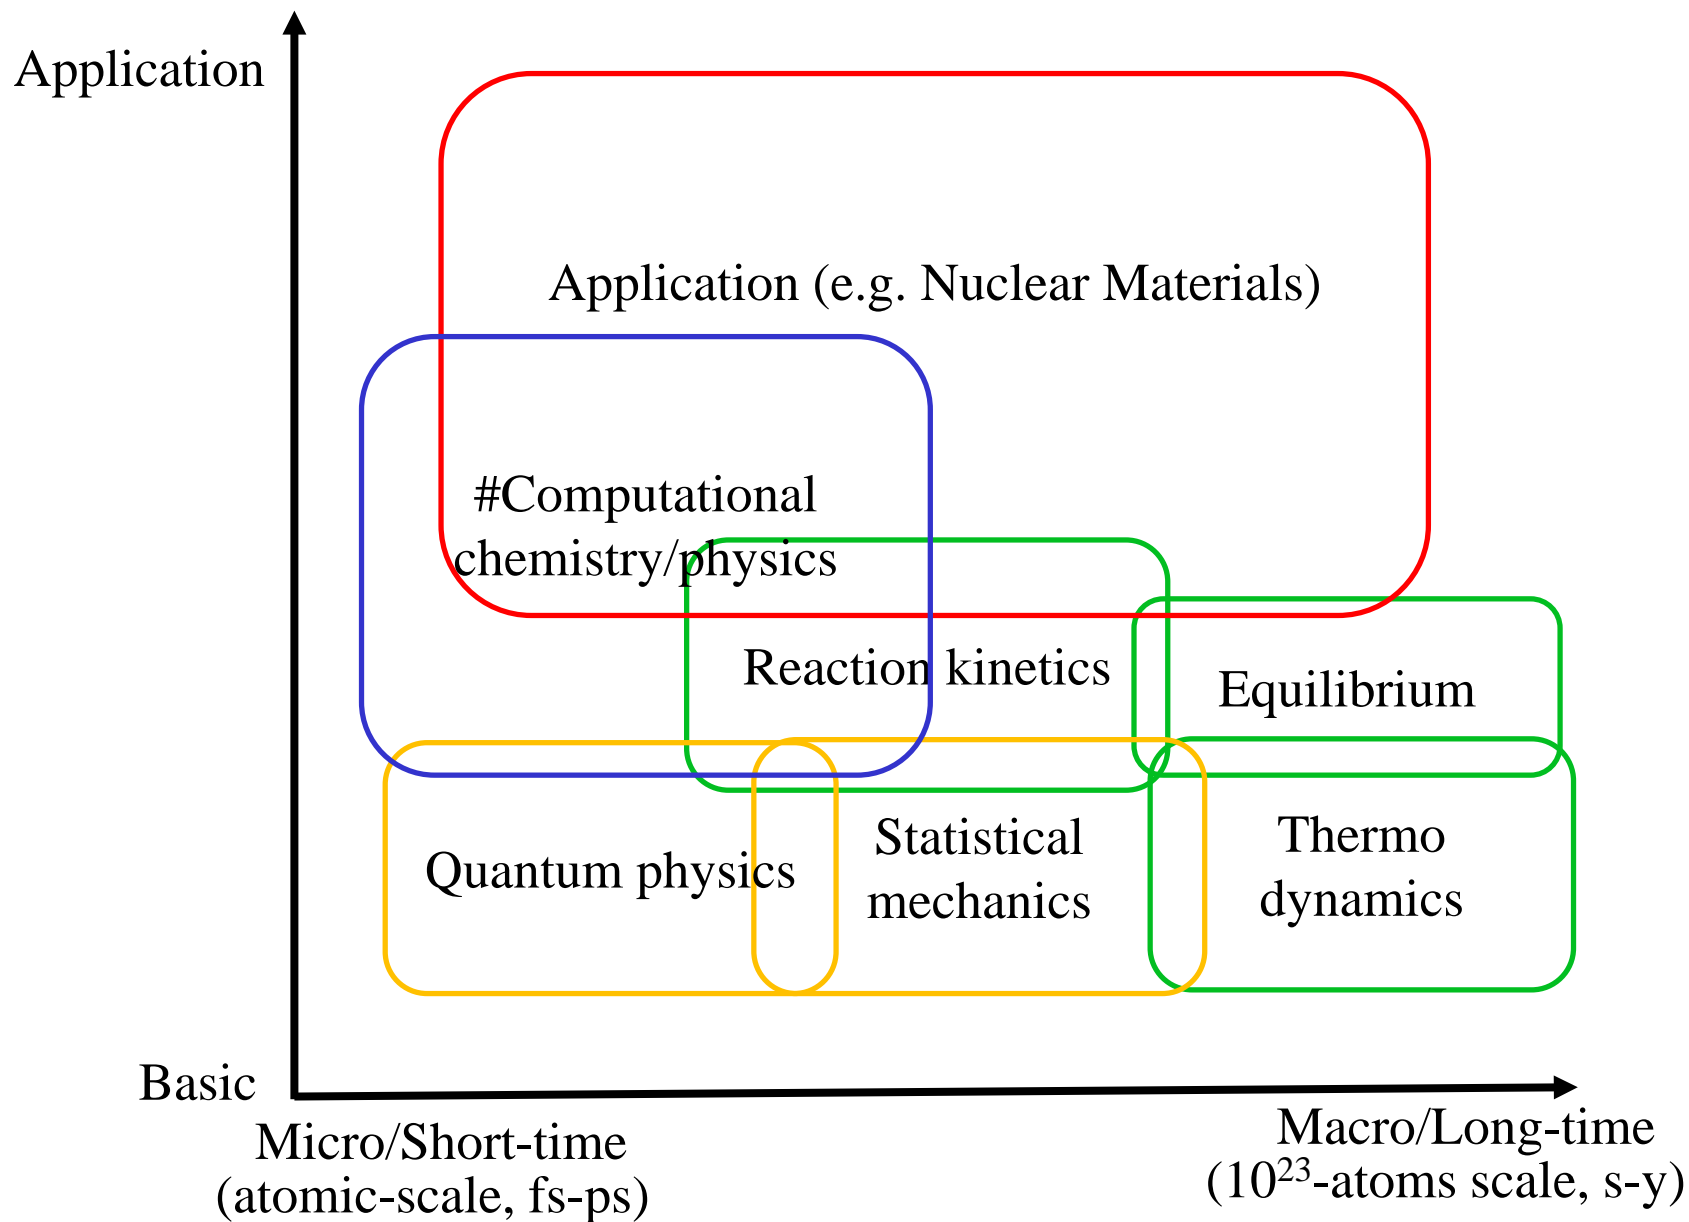 Application
Application (e.g. Nuclear Materials)
#Computational
chemistry/physics
Reaction kinetics
Equilibrium
Quantum physics
Statistical
mechanics
Thermo
dynamics
Basic
Micro/Short-time
(atomic-scale, fs-ps)
Macro/Long-time
(10²³-atoms scale, s-y)